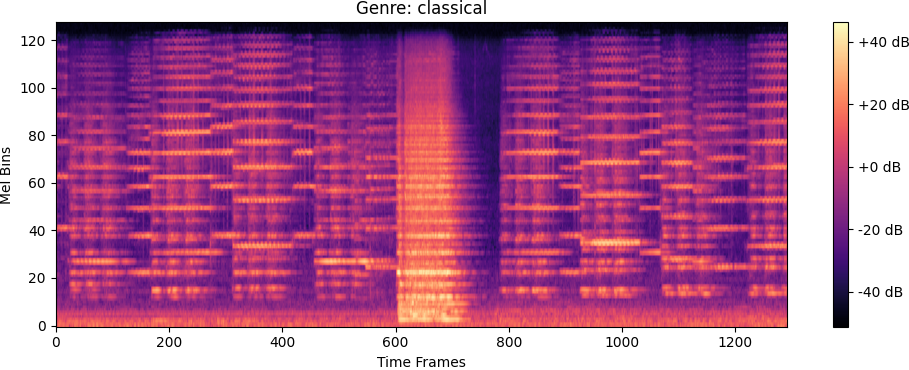 Genre: classical
Mel Bins
120
100
80
60
40
20
0
0 200 400 600 800 1000 1200
Time Frames
+40 dB
+20 dB
+0 dB
-20 dB
-40 dB